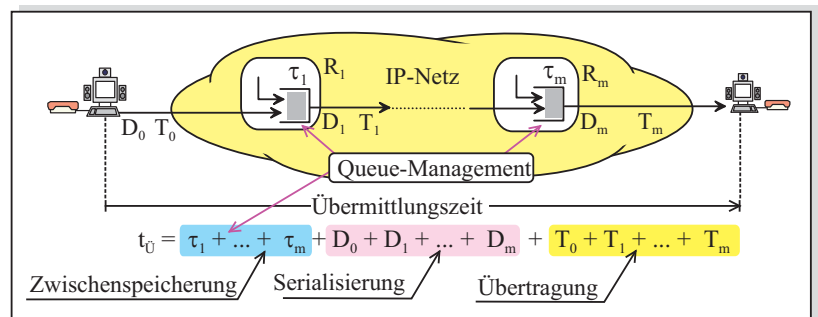 τ₁ R₁ IP-Netz τₘ Rₘ
D₀ T₀ D₁ T₁ Dₘ Tₘ
Queue-Management
Übermittlungszeit
t_Ü = τ₁ + ... + τₘ + D₀ + D₁ + ... + Dₘ + T₀ + T₁ + ... + Tₘ
Zwischenspeicherung Serialisierung Übertragung